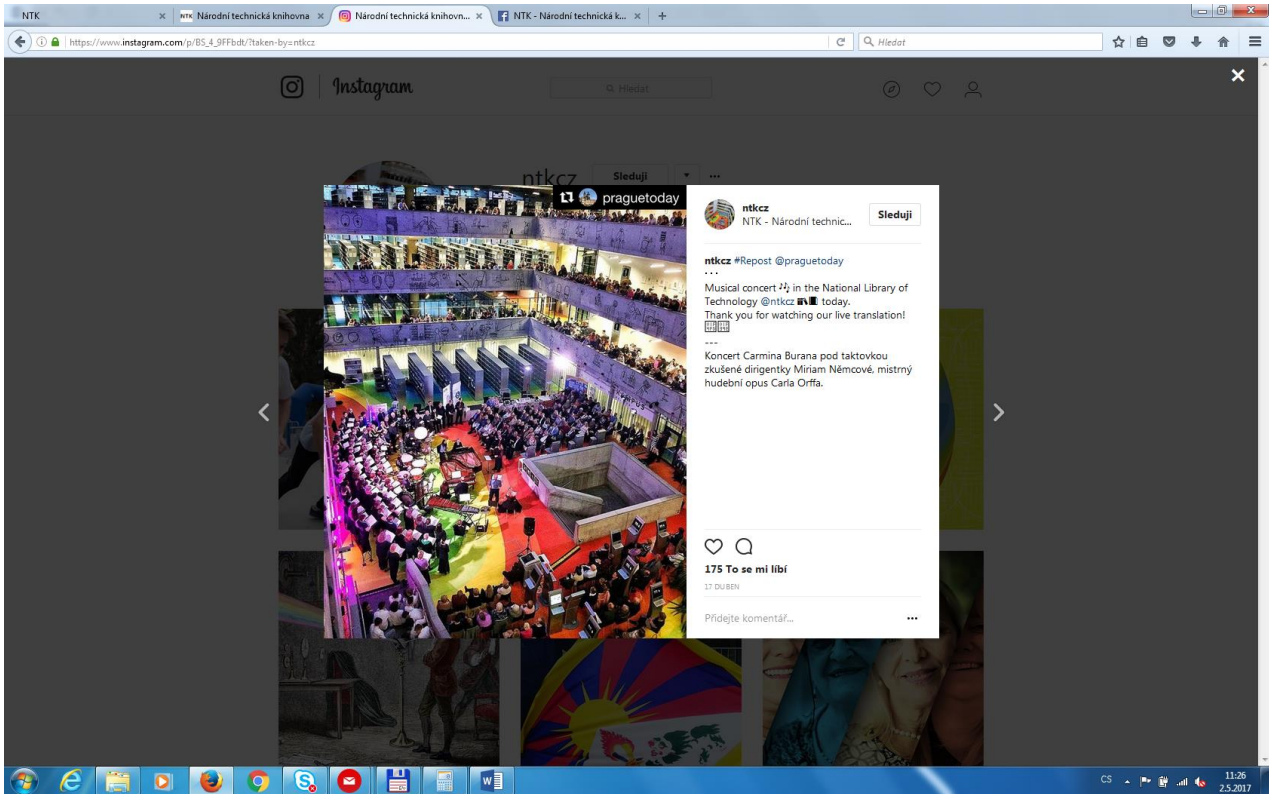 NTK
NTK Národní technická knihovna
Národní technická knihovn...
NTK - Národní technická k...
https://www.instagram.com/p/BS_4_9FFbdt/?taken-by=ntkcz
Hledat
Instagram
Hledat
ntkcz
Sleduji
praguetoday
ntkcz
NTK - Národní technic...
Sleduji
ntkcz #Repost @praguetoday
・・・
Musical concert 🎶 in the National Library of
Technology @ntkcz today.
Thank you for watching our live translation!
---
Koncert Carmina Burana pod taktovkou
zkušené dirigentky Miriam Němcové, mistrný
hudební opus Carla Orffa.
175 To se mi líbí
17 DUBEN
Přidejte komentář...
CS
11:26
2.5.2017